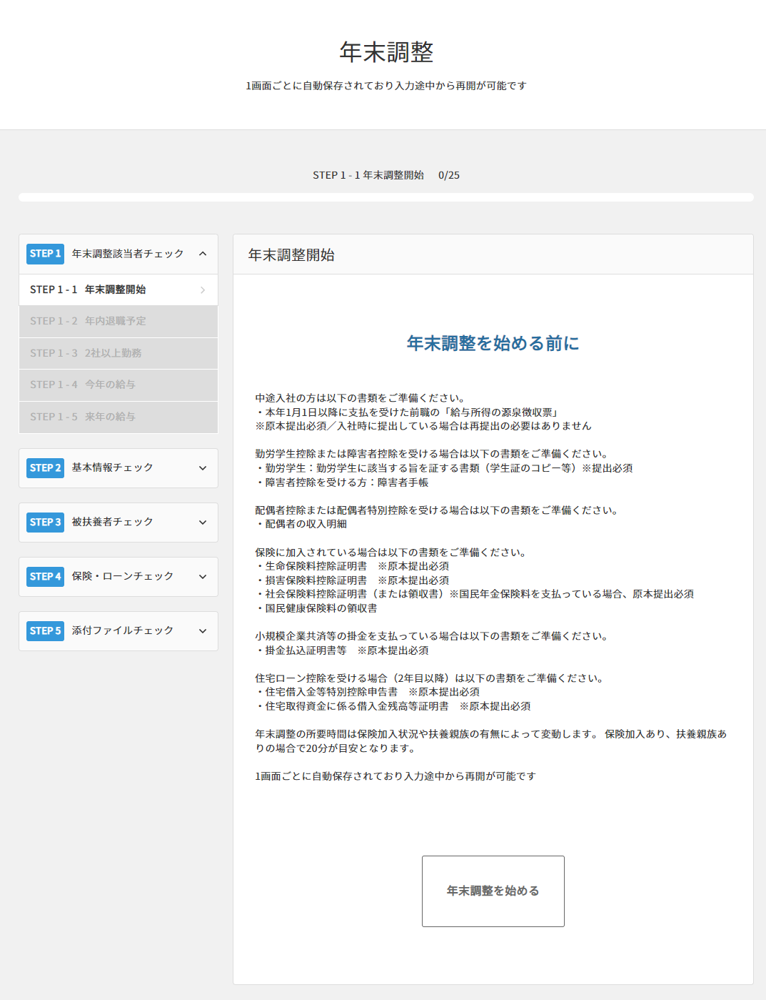 年末調整
1画面ごとに自動保存されており入力途中から再開が可能です
STEP 1 - 1 年末調整開始 0/25
STEP 1 年末調整該当者チェック
STEP 1 - 1 年末調整開始
STEP 1 - 2 年内退職予定
STEP 1 - 3 2社以上勤務
STEP 1 - 4 今年の給与
STEP 1 - 5 来年の給与
STEP 2 基本情報チェック
STEP 3 被扶養者チェック
STEP 4 保険・ローンチェック
STEP 5 添付ファイルチェック
年末調整開始
年末調整を始める前に
中途入社の方は以下の書類をご準備ください。
・本年1月1日以降に支払を受けた前職の「給与所得の源泉徴収票」
※原本提出必須／入社時に提出している場合は再提出の必要はありません
勤労学生控除または障害者控除を受ける場合は以下の書類をご準備ください。
・勤労学生：勤労学生に該当する旨を証する書類（学生証のコピー等）※提出必須
・障害者控除を受ける方：障害者手帳
配偶者控除または配偶者特別控除を受ける場合は以下の書類をご準備ください。
・配偶者の収入明細
保険に加入されている場合は以下の書類をご準備ください。
・生命保険料控除証明書　※原本提出必須
・損害保険料控除証明書　※原本提出必須
・社会保険料控除証明書（または領収書）※国民年金保険料を支払っている場合、原本提出必須
・国民健康保険料の領収書
小規模企業共済等の掛金を支払っている場合は以下の書類をご準備ください。
・掛金払込証明書等　※原本提出必須
住宅ローン控除を受ける場合（2年目以降）は以下の書類をご準備ください。
・住宅借入金等特別控除申告書　※原本提出必須
・住宅取得資金に係る借入金残高等証明書　※原本提出必須
年末調整の所要時間は保険加入状況や扶養親族の有無によって変動します。 保険加入あり、扶養親族あ
りの場合で20分が目安となります。
1画面ごとに自動保存されており入力途中から再開が可能です
年末調整を始める